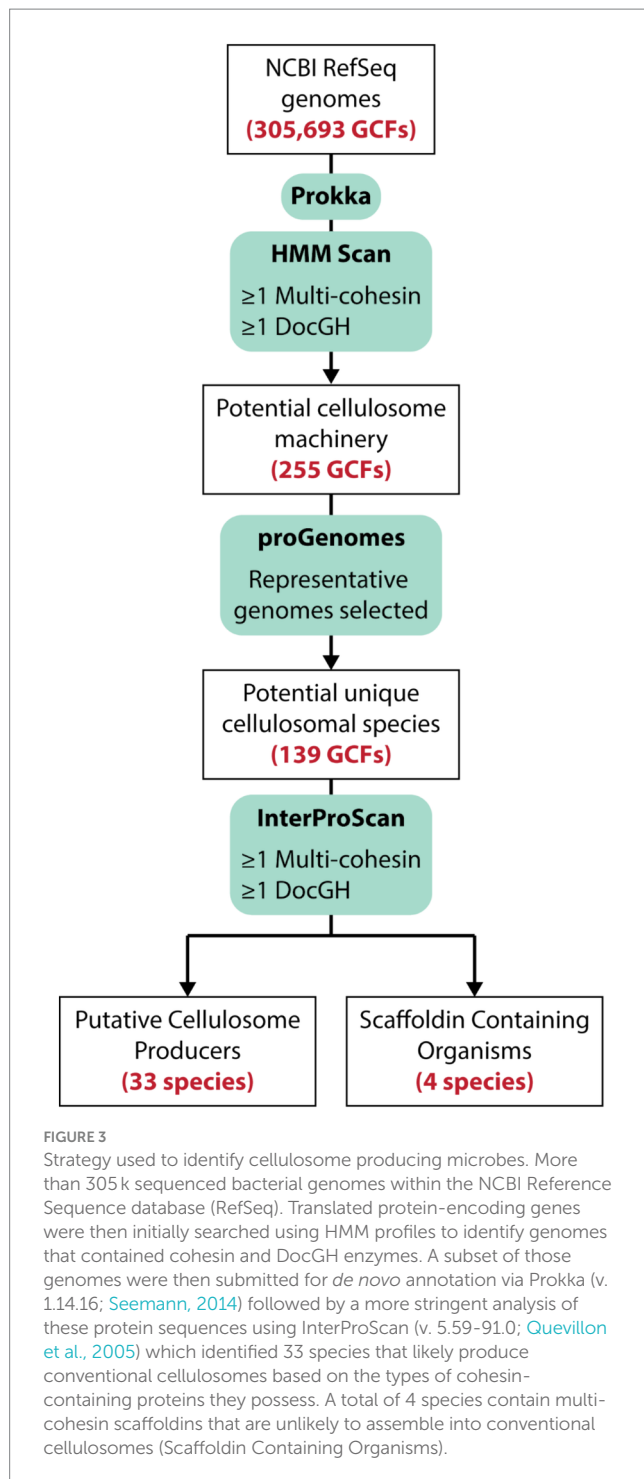 NCBI RefSeq
genomes
(305,693 GCFs)
Prokka
HMM Scan
≥1 Multi-cohesin
≥1 DocGH
Potential cellulosome
machinery
(255 GCFs)
proGenomes
Representative
genomes selected
Potential unique
cellulosomal species
(139 GCFs)
InterProScan
≥1 Multi-cohesin
≥1 DocGH
Putative Cellulosome
Producers
(33 species)
Scaffoldin Containing
Organisms
(4 species)
FIGURE 3
Strategy used to identify cellulosome producing microbes. More
than 305 k sequenced bacterial genomes within the NCBI Reference
Sequence database (RefSeq). Translated protein-encoding genes
were then initially searched using HMM profiles to identify genomes
that contained cohesin and DocGH enzymes. A subset of those
genomes were then submitted for de novo annotation via Prokka (v.
1.14.16; Seemann, 2014) followed by a more stringent analysis of
these protein sequences using InterProScan (v. 5.59-91.0; Quevillon
et al., 2005) which identified 33 species that likely produce
conventional cellulosomes based on the types of cohesin-
containing proteins they possess. A total of 4 species contain multi-
cohesin scaffoldins that are unlikely to assemble into conventional
cellulosomes (Scaffoldin Containing Organisms).